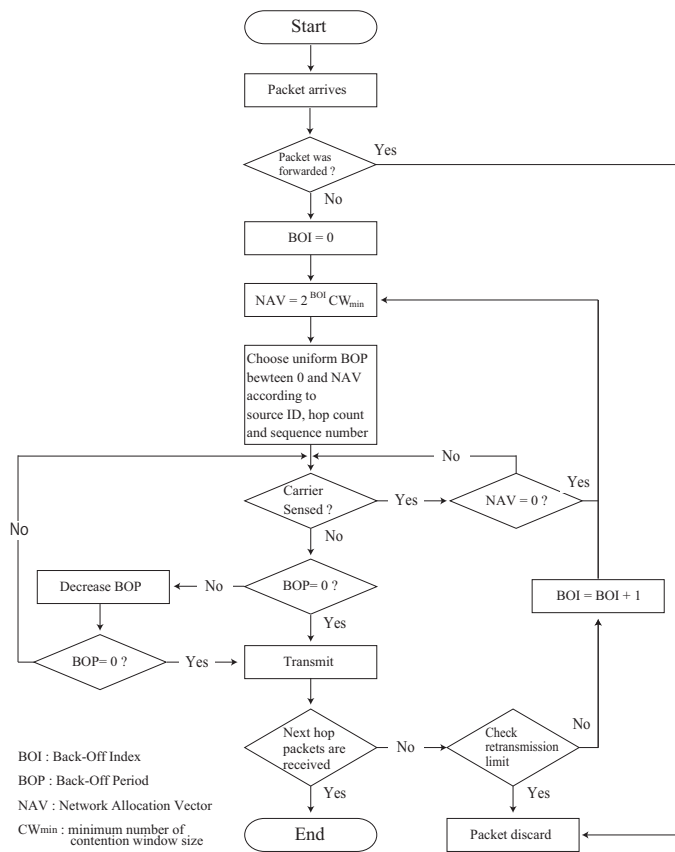 Start
Packet arrives
Packet was
forwarded ?
Yes
No
BOI = 0
NAV = 2 BOI CWmin
Choose uniform BOP
bewteen 0 and NAV
according to
source ID, hop count
and sequence number
No
Carrier
Sensed ?
Yes
NAV = 0 ?
Yes
No
No
Decrease BOP
No
BOP= 0 ?
BOI = BOI + 1
Yes
BOP= 0 ?
Yes
Transmit
Next hop
packets are
received
No
Check
retransmission
limit
No
Yes
Yes
End
Packet discard
BOI : Back-Off Index
BOP : Back-Off Period
NAV : Network Allocation Vector
CWmin : minimum number of
contention window size